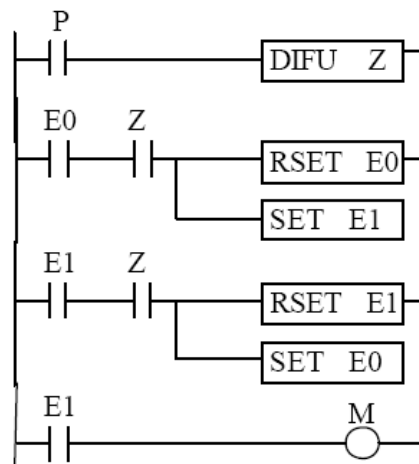 P
DIFU Z
E0 Z
RSET E0
SET E1
E1 Z
RSET E1
SET E0
E1
M